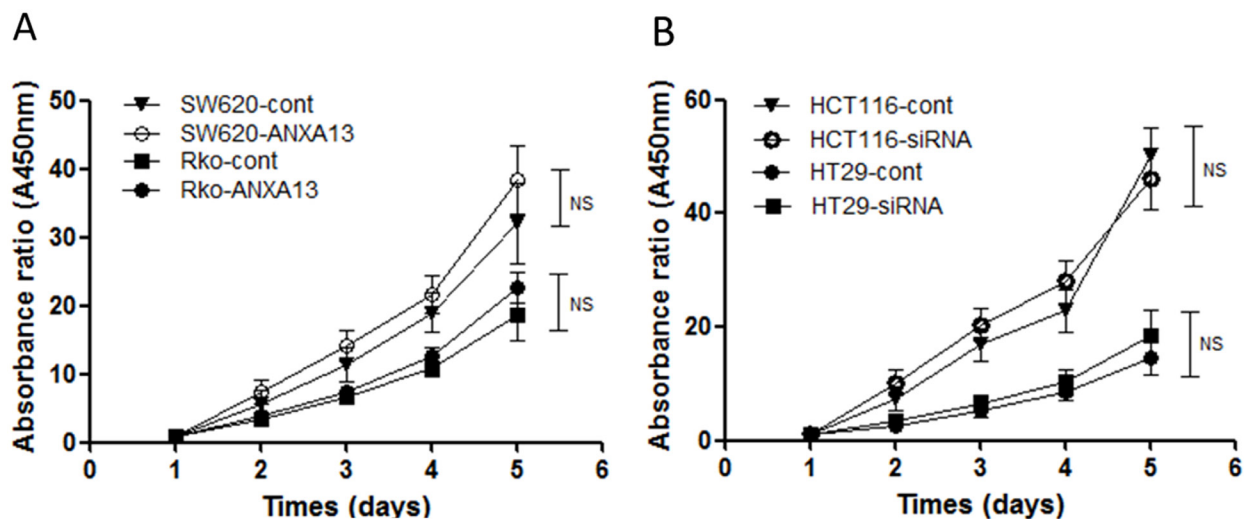 A
Absorbance ratio (A450nm)
50
40
30
20
10
0
SW620-cont
SW620-ANXA13
Rko-cont
Rko-ANXA13
NS
NS
0 1 2 3 4 5 6
Times (days)
B
Absorbance ratio (A450nm)
60
40
20
0
HCT116-cont
HCT116-siRNA
HT29-cont
HT29-siRNA
NS
NS
0 1 2 3 4 5 6
Times (days)